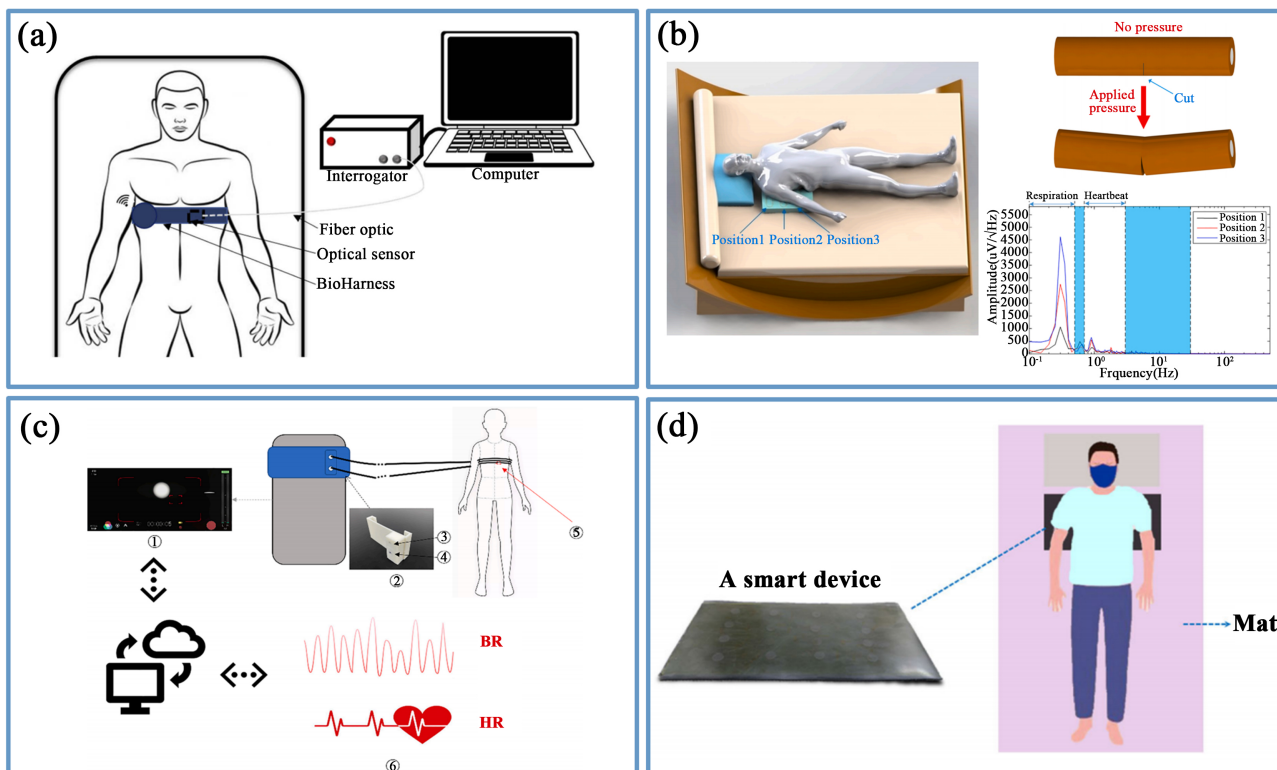 (a)
Interrogator
Computer
Fiber optic
Optical sensor
BioHarness
(b)
Position1 Position2 Position3
No pressure
Cut
Applied
pressure
Respiration
Heartbeat
Position 1
Position 2
Position 3
Amplitude(uV/√Hz)
5500
5000
4500
4000
3500
3000
2500
2000
1500
1000
500
0
10⁻¹ 10⁰ 10¹ 10²
Frquency(Hz)
(c)
①
②
③
④
⑤
BR
HR
⑥
(d)
A smart device
Mat